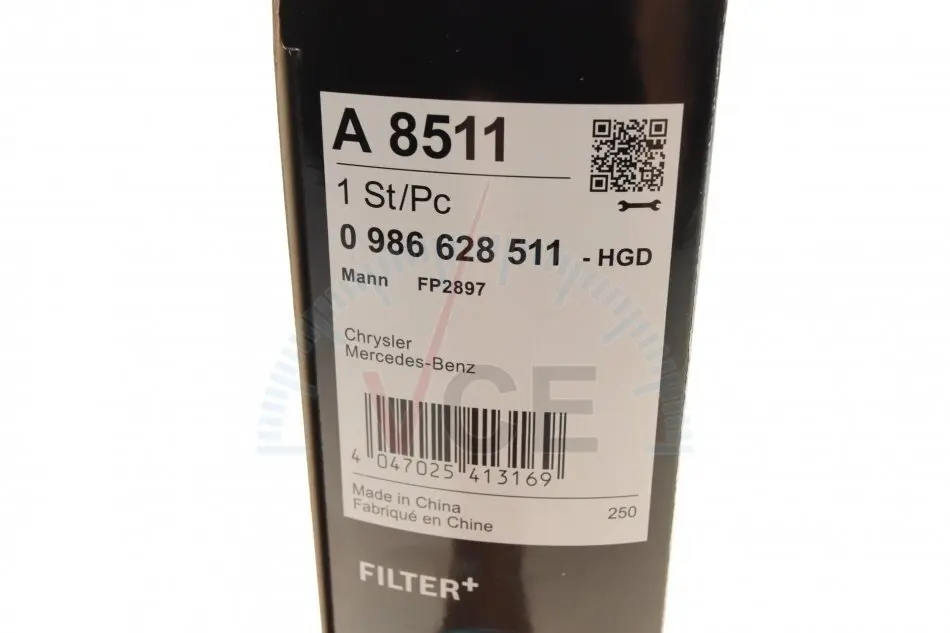 A 8511
1 St/Pc
0 986 628 511 - HGD
Mann FP2897
Chrysler
Mercedes-Benz
VCE
4 047025 413169
Made in China
Fabriqué en Chine
250
FILTER+